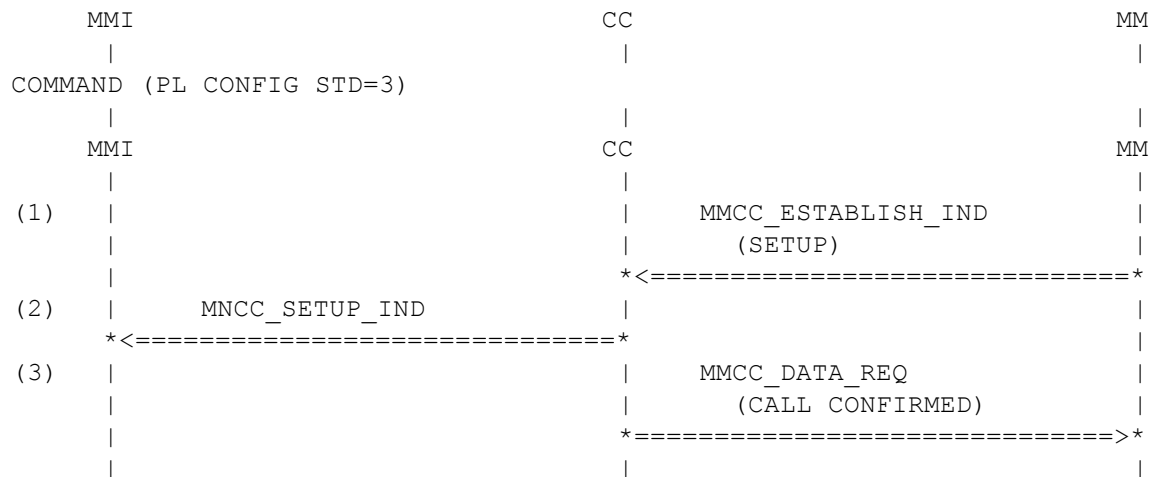 MMI CC MM
| | |
COMMAND (PL CONFIG STD=3)
| | |
MMI CC MM
| | |
(1) | | MMCC_ESTABLISH_IND |
| | (SETUP) |
| *<==============================*
(2) | MNCC_SETUP_IND | |
*<==============================* |
(3) | | MMCC_DATA_REQ |
| | (CALL CONFIRMED) |
| *==============================>*
| | |